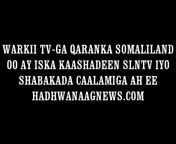 WARKII TV-GA QARANKA SOMALILAND
OO AY ISKA KAASHADEEN SLNTV IYO
SHABAKADA CAALAMIGA AH EE
HADHWANAAGNEWS.COM